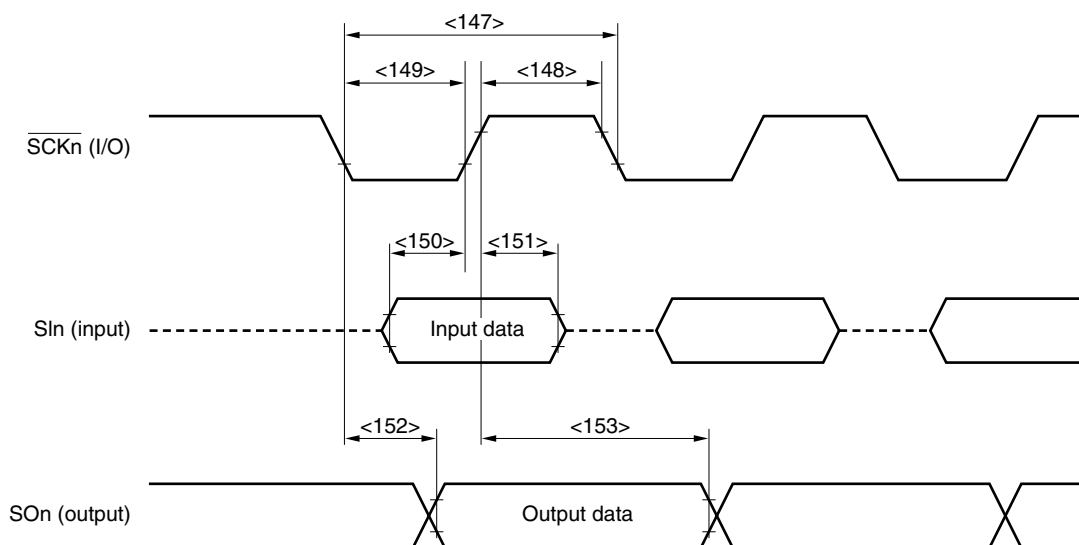 <147>
<149>
<148>
SCKn (I/O)
<150>
<151>
SIn (input)
Input data
<152>
<153>
SOn (output)
Output data